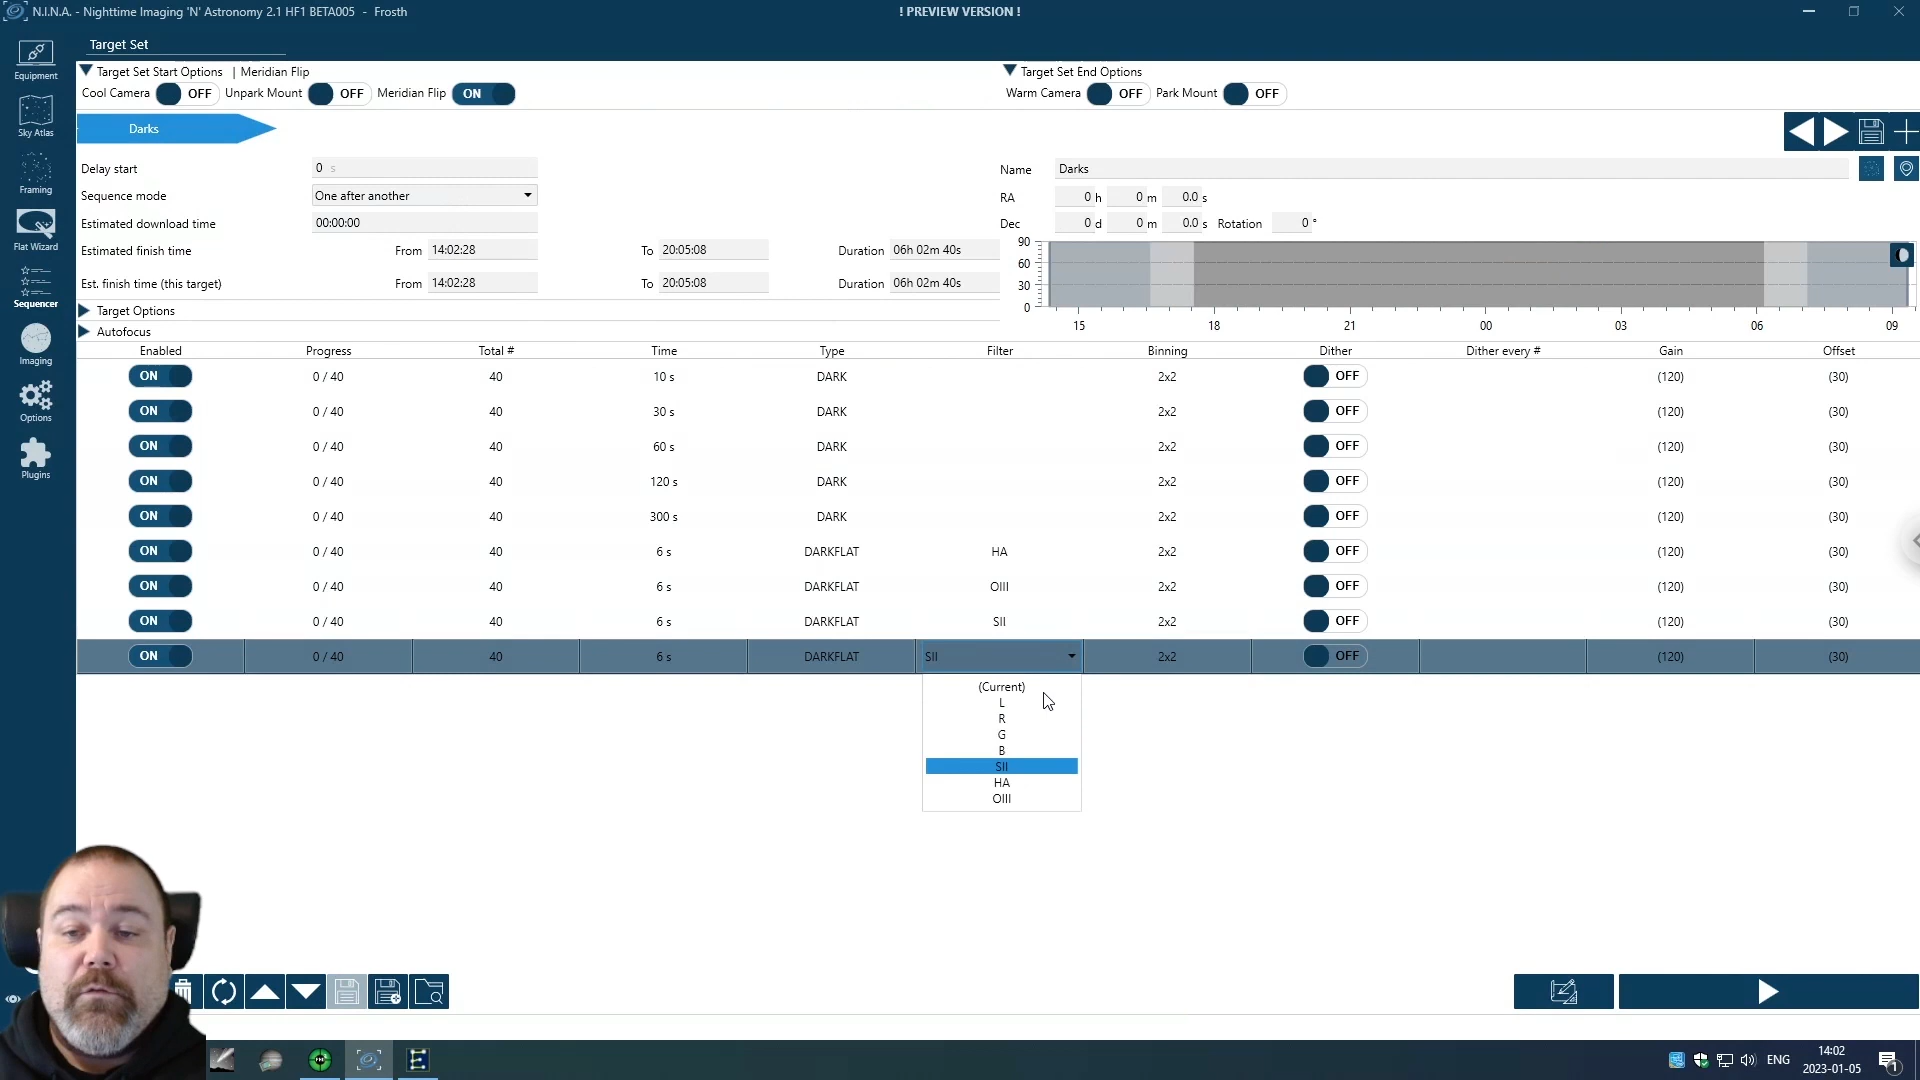 N.I.N.A. - Nighttime Imaging 'N' Astronomy 2.1 HF1 BETA005 - Frosth
! PREVIEW VERSION !
Equipment
Sky Atlas
Framing
Flat Wizard
Sequencer
Imaging
Options
Plugins
Target Set
Target Set Start Options | Meridian Flip
Target Set End Options
Cool Camera OFF Unpark Mount OFF Meridian Flip ON
Warm Camera OFF Park Mount OFF
Darks
Delay start 0 s
Name Darks
Sequence mode One after another
RA 0 h 0 m 0.0 s
Estimated download time 00:00:00
Dec 0 d 0 m 0.0 s Rotation 0 °
Estimated finish time From 14:02:28 To 20:05:08 Duration 06h 02m 40s
Est. finish time (this target) From 14:02:28 To 20:05:08 Duration 06h 02m 40s
90
60
30
0
15 18 21 00 03 06 09
Target Options
Autofocus
Enabled Progress Total # Time Type Filter Binning Dither Dither every # Gain Offset
ON 0 / 40 40 10 s DARK 2x2 OFF (120) (30)
ON 0 / 40 40 30 s DARK 2x2 OFF (120) (30)
ON 0 / 40 40 60 s DARK 2x2 OFF (120) (30)
ON 0 / 40 40 120 s DARK 2x2 OFF (120) (30)
ON 0 / 40 40 300 s DARK 2x2 OFF (120) (30)
ON 0 / 40 40 6 s DARKFLAT HA 2x2 OFF (120) (30)
ON 0 / 40 40 6 s DARKFLAT OIII 2x2 OFF (120) (30)
ON 0 / 40 40 6 s DARKFLAT SII 2x2 OFF (120) (30)
ON 0 / 40 40 6 s DARKFLAT SII 2x2 OFF (120) (30)
(Current)
L
R
G
B
SII
HA
OIII
ENG
14:02
2023-01-05
1